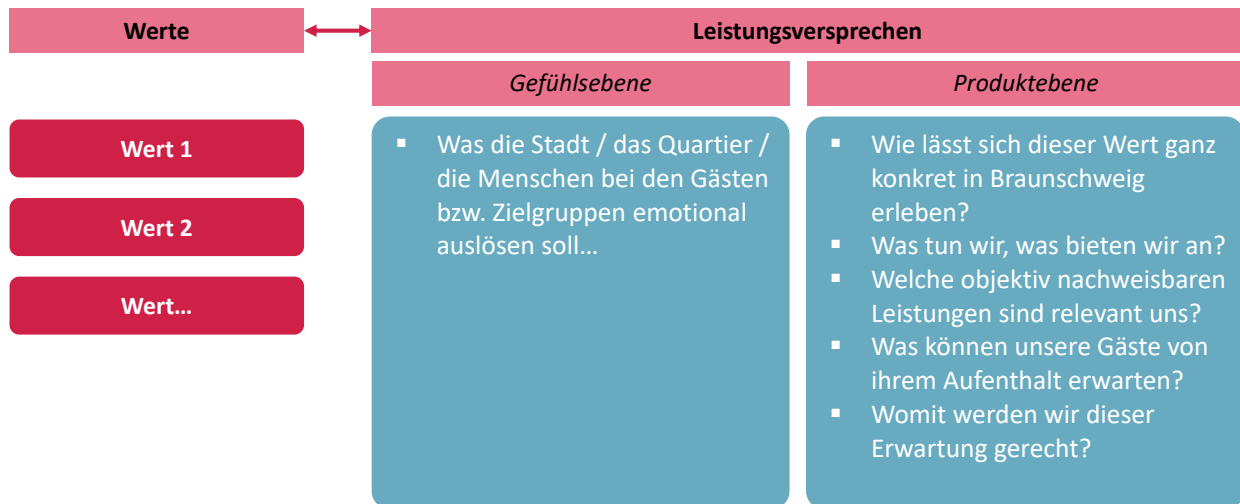 Werte
Leistungsversprechen
Gefühlsebene
Produktebene
Wert 1
Wert 2
Wert...
▪ Was die Stadt / das Quartier /
die Menschen bei den Gästen
bzw. Zielgruppen emotional
auslösen soll...
▪ Wie lässt sich dieser Wert ganz
konkret in Braunschweig
erleben?
▪ Was tun wir, was bieten wir an?
▪ Welche objektiv nachweisbaren
Leistungen sind relevant uns?
▪ Was können unsere Gäste von
ihrem Aufenthalt erwarten?
▪ Womit werden wir dieser
Erwartung gerecht?